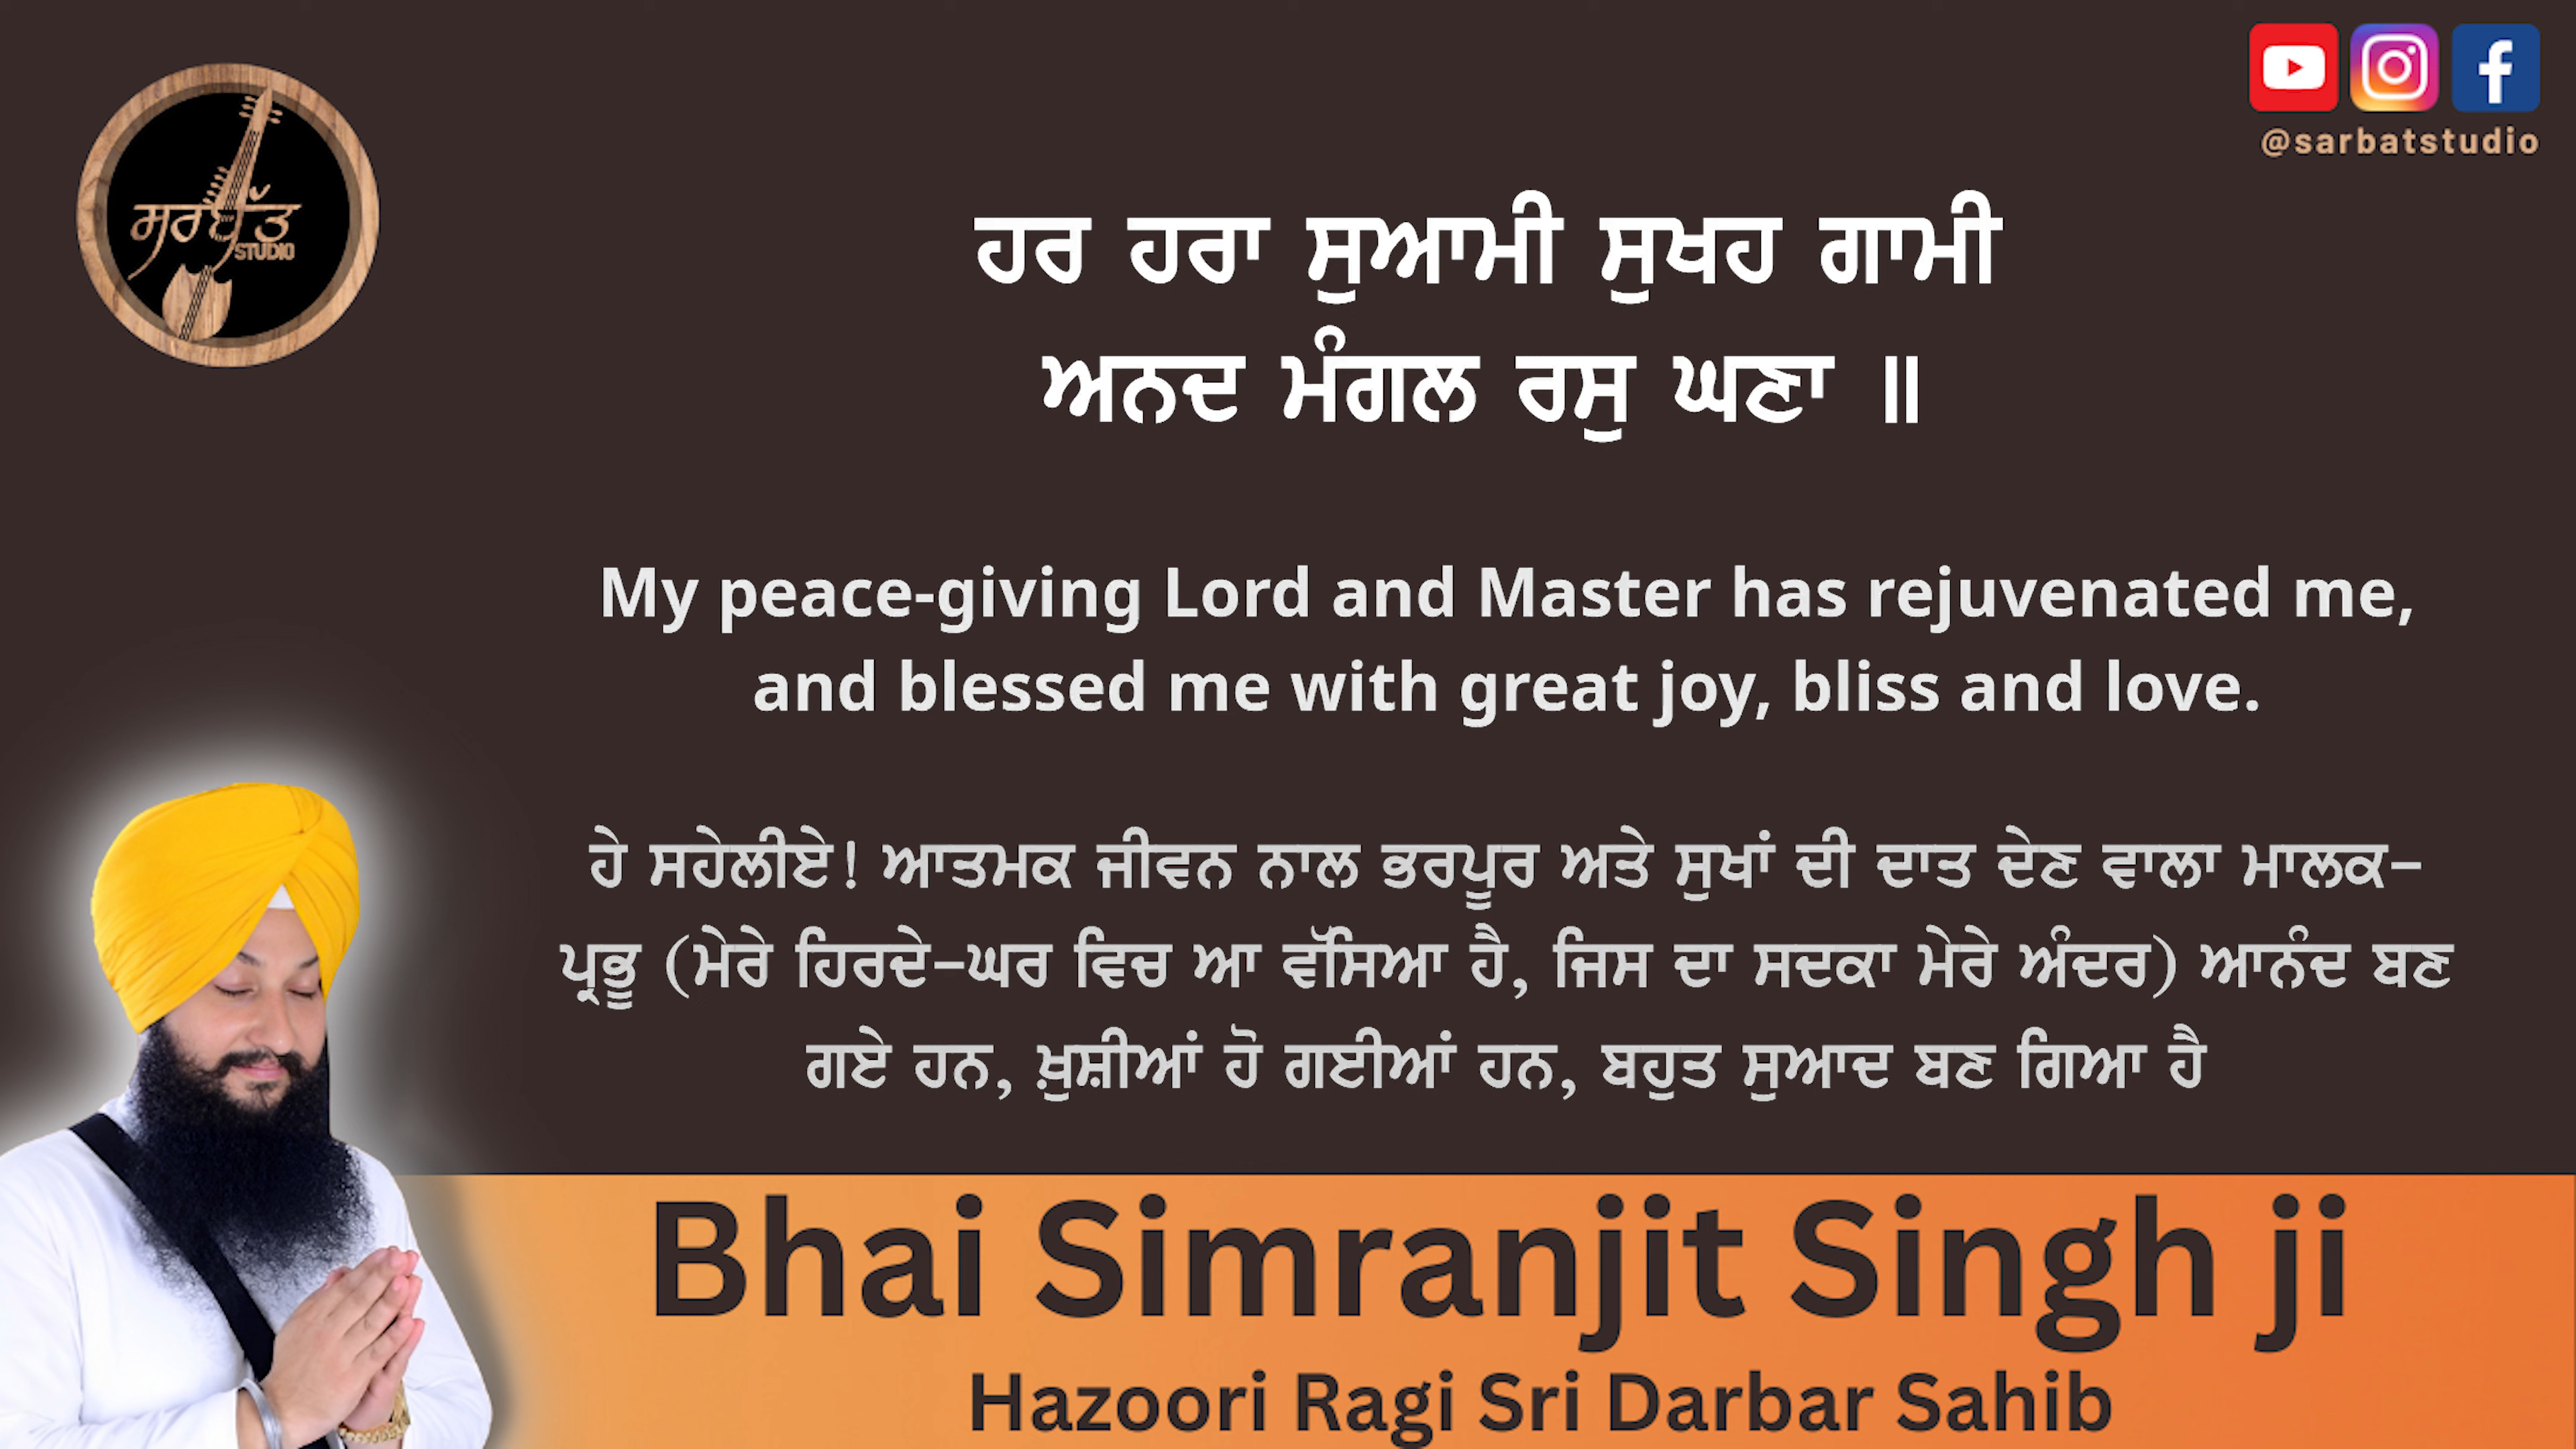 ਸਰਬੱਤ
STUDIO
@sarbatstudio
ਹਰ ਹਰਾ ਸੁਆਮੀ ਸੁਖਹ ਗਾਮੀ
ਅਨਦ ਮੰਗਲ ਰਸੁ ਘਣਾ ॥
My peace-giving Lord and Master has rejuvenated me,
and blessed me with great joy, bliss and love.
ਹੇ ਸਹੇਲੀਏ! ਆਤਮਕ ਜੀਵਨ ਨਾਲ ਭਰਪੂਰ ਅਤੇ ਸੁਖਾਂ ਦੀ ਦਾਤ ਦੇਣ ਵਾਲਾ ਮਾਲਕ-
ਪ੍ਰਭੂ (ਮੇਰੇ ਹਿਰਦੇ-ਘਰ ਵਿਚ ਆ ਵੱਸਿਆ ਹੈ, ਜਿਸ ਦਾ ਸਦਕਾ ਮੇਰੇ ਅੰਦਰ) ਆਨੰਦ ਬਣ
ਗਏ ਹਨ, ਖ਼ੁਸ਼ੀਆਂ ਹੋ ਗਈਆਂ ਹਨ, ਬਹੁਤ ਸੁਆਦ ਬਣ ਗਿਆ ਹੈ
Bhai Simranjit Singh ji
Hazoori Ragi Sri Darbar Sahib